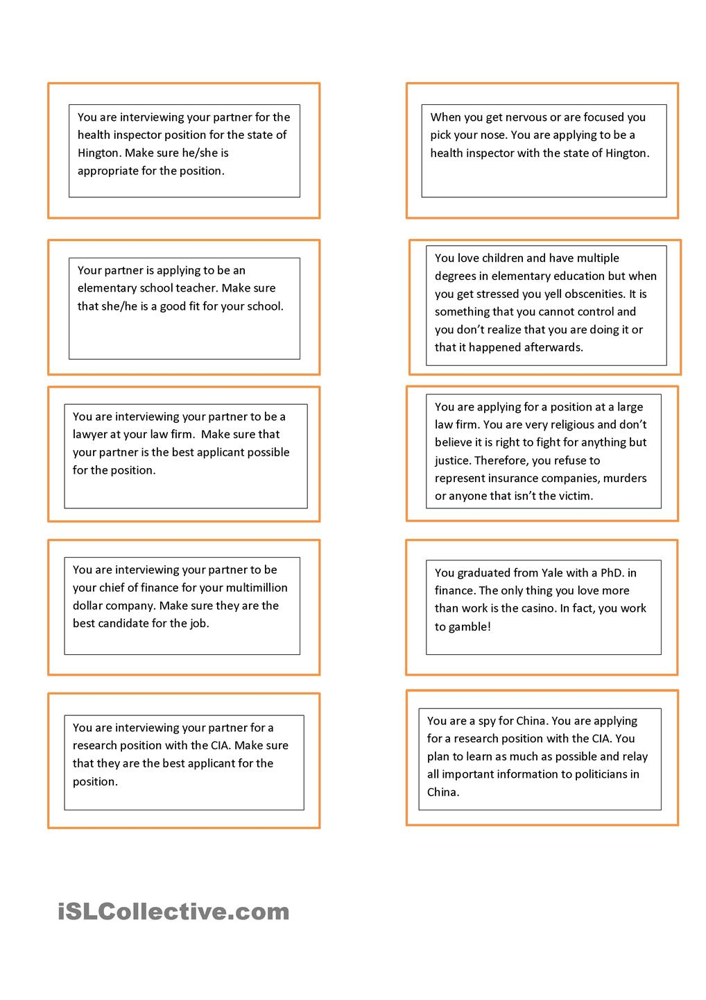 You are interviewing your partner for the
health inspector position for the state of
Hington. Make sure he/she is
appropriate for the position.
When you get nervous or are focused you
pick your nose. You are applying to be a
health inspector with the state of Hington.
Your partner is applying to be an
elementary school teacher. Make sure
that she/he is a good fit for your school.
You love children and have multiple
degrees in elementary education but when
you get stressed you yell obscenities. It is
something that you cannot control and
you don’t realize that you are doing it or
that it happened afterwards.
You are interviewing your partner to be a
lawyer at your law firm.  Make sure that
your partner is the best applicant possible
for the position.
You are applying for a position at a large
law firm. You are very religious and don’t
believe it is right to fight for anything but
justice. Therefore, you refuse to
represent insurance companies, murders
or anyone that isn’t the victim.
You are interviewing your partner to be
your chief of finance for your multimillion
dollar company. Make sure they are the
best candidate for the job.
You graduated from Yale with a PhD. in
finance. The only thing you love more
than work is the casino. In fact, you work
to gamble!
You are interviewing your partner for a
research position with the CIA. Make sure
that they are the best applicant for the
position.
You are a spy for China. You are applying
for a research position with the CIA. You
plan to learn as much as possible and relay
all important information to politicians in
China.
iSLCollective.com